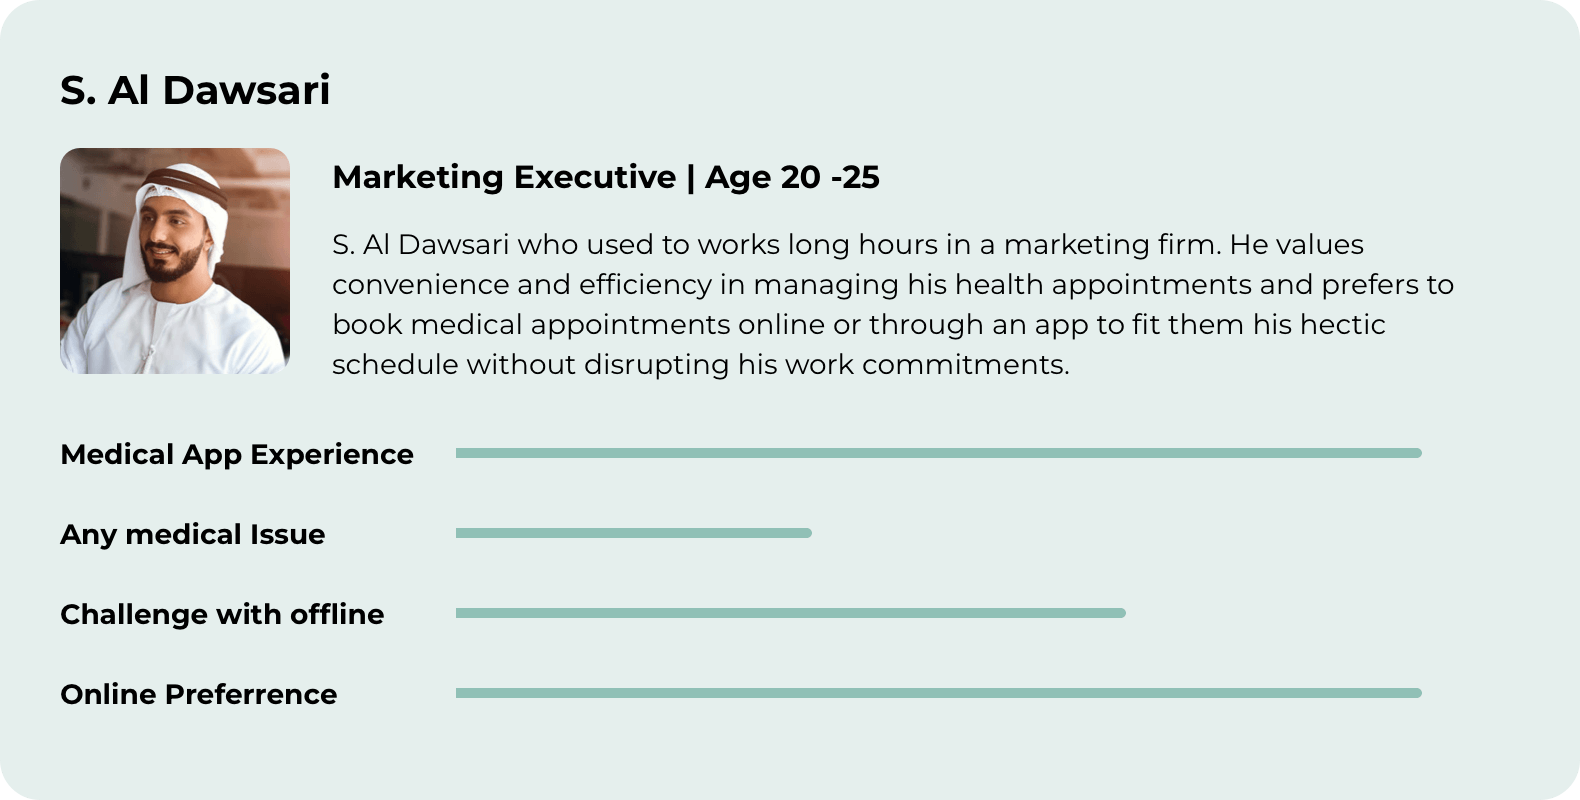 S. Al Dawsari
Marketing Executive | Age 20 -25
S. Al Dawsari who used to works long hours in a marketing firm. He values
convenience and efficiency in managing his health appointments and prefers to
book medical appointments online or through an app to fit them his hectic
schedule without disrupting his work commitments.
Medical App Experience
Any medical Issue
Challenge with offline
Online Preferrence